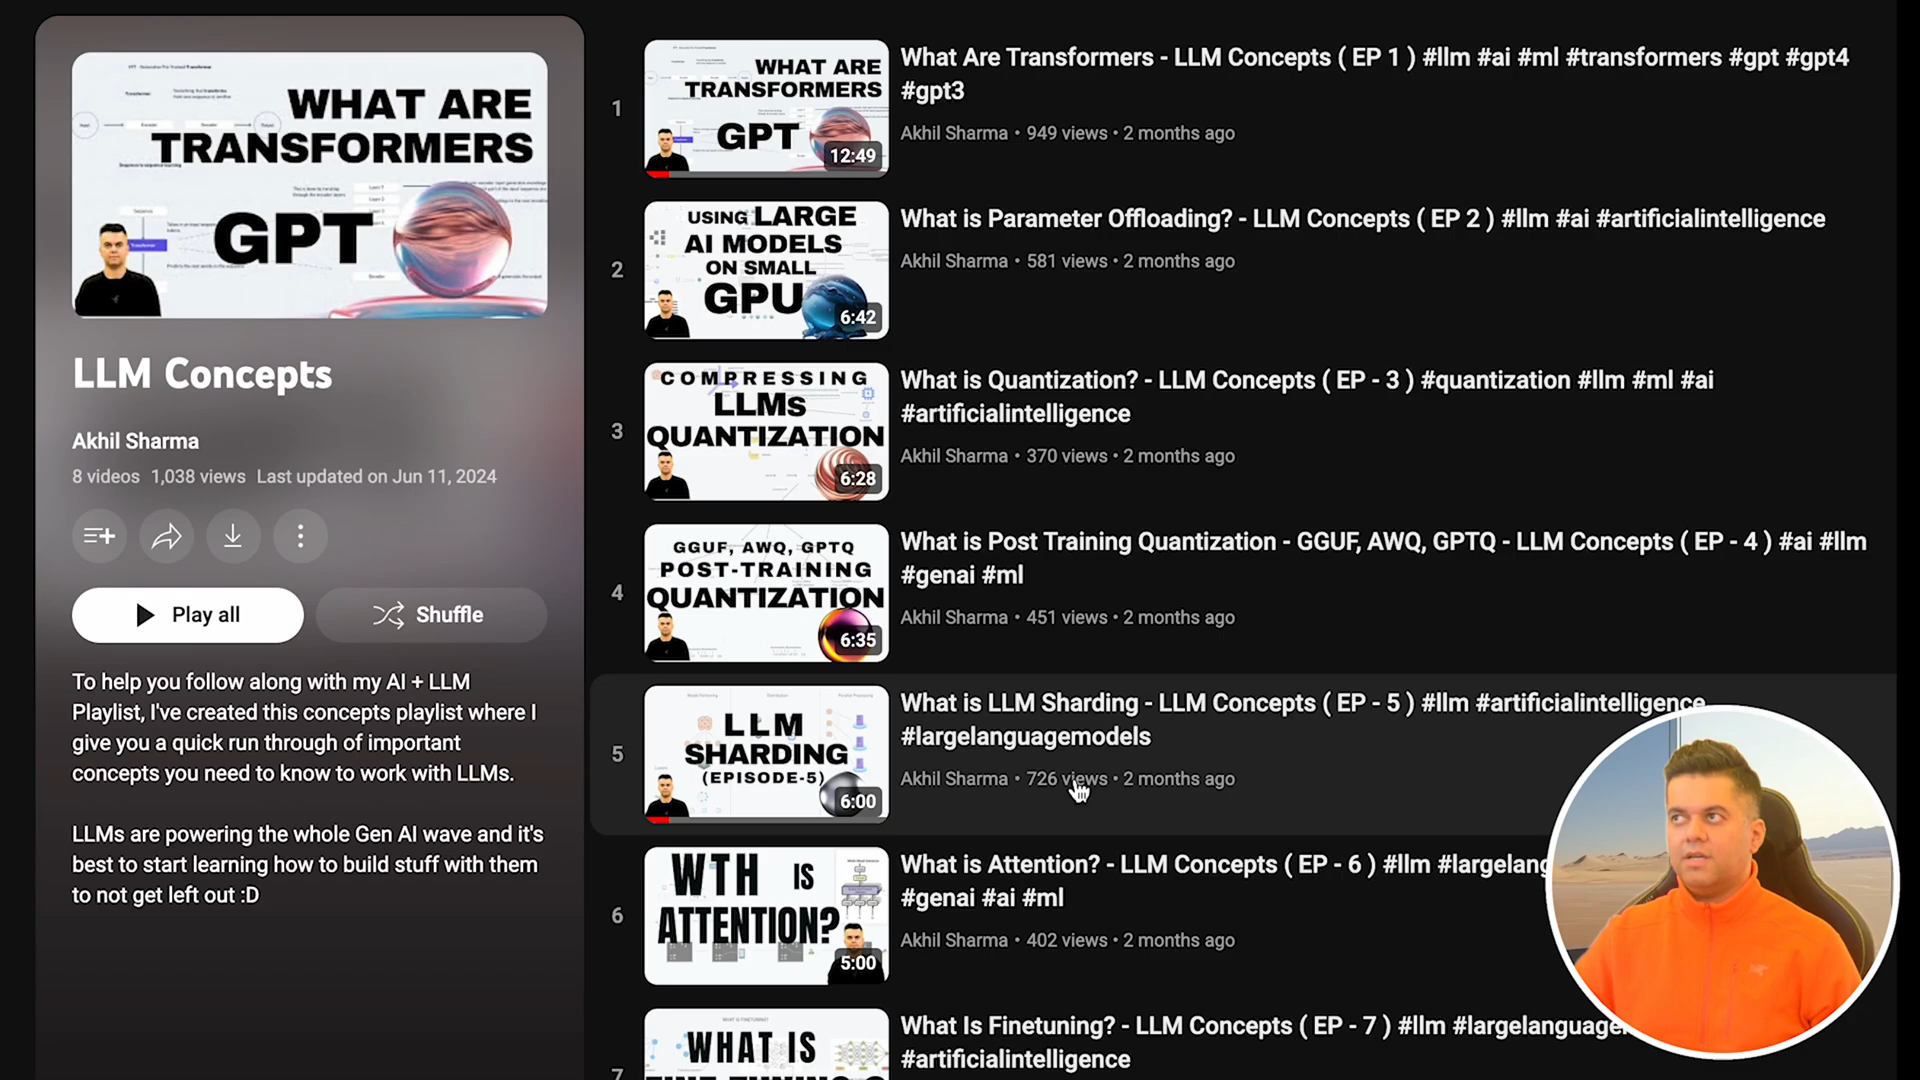 WHAT ARE
TRANSFORMERS
GPT
LLM Concepts
Akhil Sharma
8 videos 1,038 views Last updated on Jun 11, 2024
Play all
Shuffle
To help you follow along with my AI + LLM
Playlist, I've created this concepts playlist where I
give you a quick run through of important
concepts you need to know to work with LLMs.
LLMs are powering the whole Gen AI wave and it's
best to start learning how to build stuff with them
to not get left out :D
1
WHAT ARE
TRANSFORMERS
GPT
12:49
What Are Transformers - LLM Concepts ( EP 1 ) #llm #ai #ml #transformers #gpt #gpt4
#gpt3
Akhil Sharma • 949 views • 2 months ago
2
USING LARGE
AI MODELS
ON SMALL
GPU
6:42
What is Parameter Offloading? - LLM Concepts ( EP 2 ) #llm #ai #artificialintelligence
Akhil Sharma • 581 views • 2 months ago
3
COMPRESSING
LLMs
QUANTIZATION
6:28
What is Quantization? - LLM Concepts ( EP - 3 ) #quantization #llm #ml #ai
#artificialintelligence
Akhil Sharma • 370 views • 2 months ago
4
GGUF, AWQ, GPTQ
POST-TRAINING
QUANTIZATION
6:35
What is Post Training Quantization - GGUF, AWQ, GPTQ - LLM Concepts ( EP - 4 ) #ai #llm
#genai #ml
Akhil Sharma • 451 views • 2 months ago
5
LLM
SHARDING
(EPISODE-5)
6:00
What is LLM Sharding - LLM Concepts ( EP - 5 ) #llm #artificialintelligence
#largelanguagemodels
Akhil Sharma • 726 views • 2 months ago
6
WTH IS
ATTENTION?
5:00
What is Attention? - LLM Concepts ( EP - 6 ) #llm #largelang
#genai #ai #ml
Akhil Sharma • 402 views • 2 months ago
7
WHAT IS
What Is Finetuning? - LLM Concepts ( EP - 7 ) #llm #largelanguage
#artificialintelligence